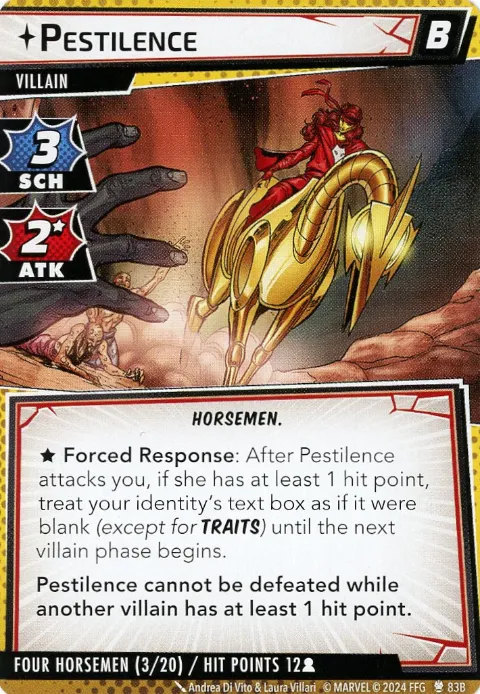 PESTILENCE
B
VILLAIN
3
SCH
2*
ATK
HORSEMEN.
★ Forced Response: After Pestilence
attacks you, if she has at least 1 hit point,
treat your identity's text box as if it were
blank (except for TRAITS) until the next
villain phase begins.
Pestilence cannot be defeated while
another villain has at least 1 hit point.
FOUR HORSEMEN (3/20) / HIT POINTS 12
Andrea Di Vito & Laura Villari © MARVEL © 2024 FFG 83B